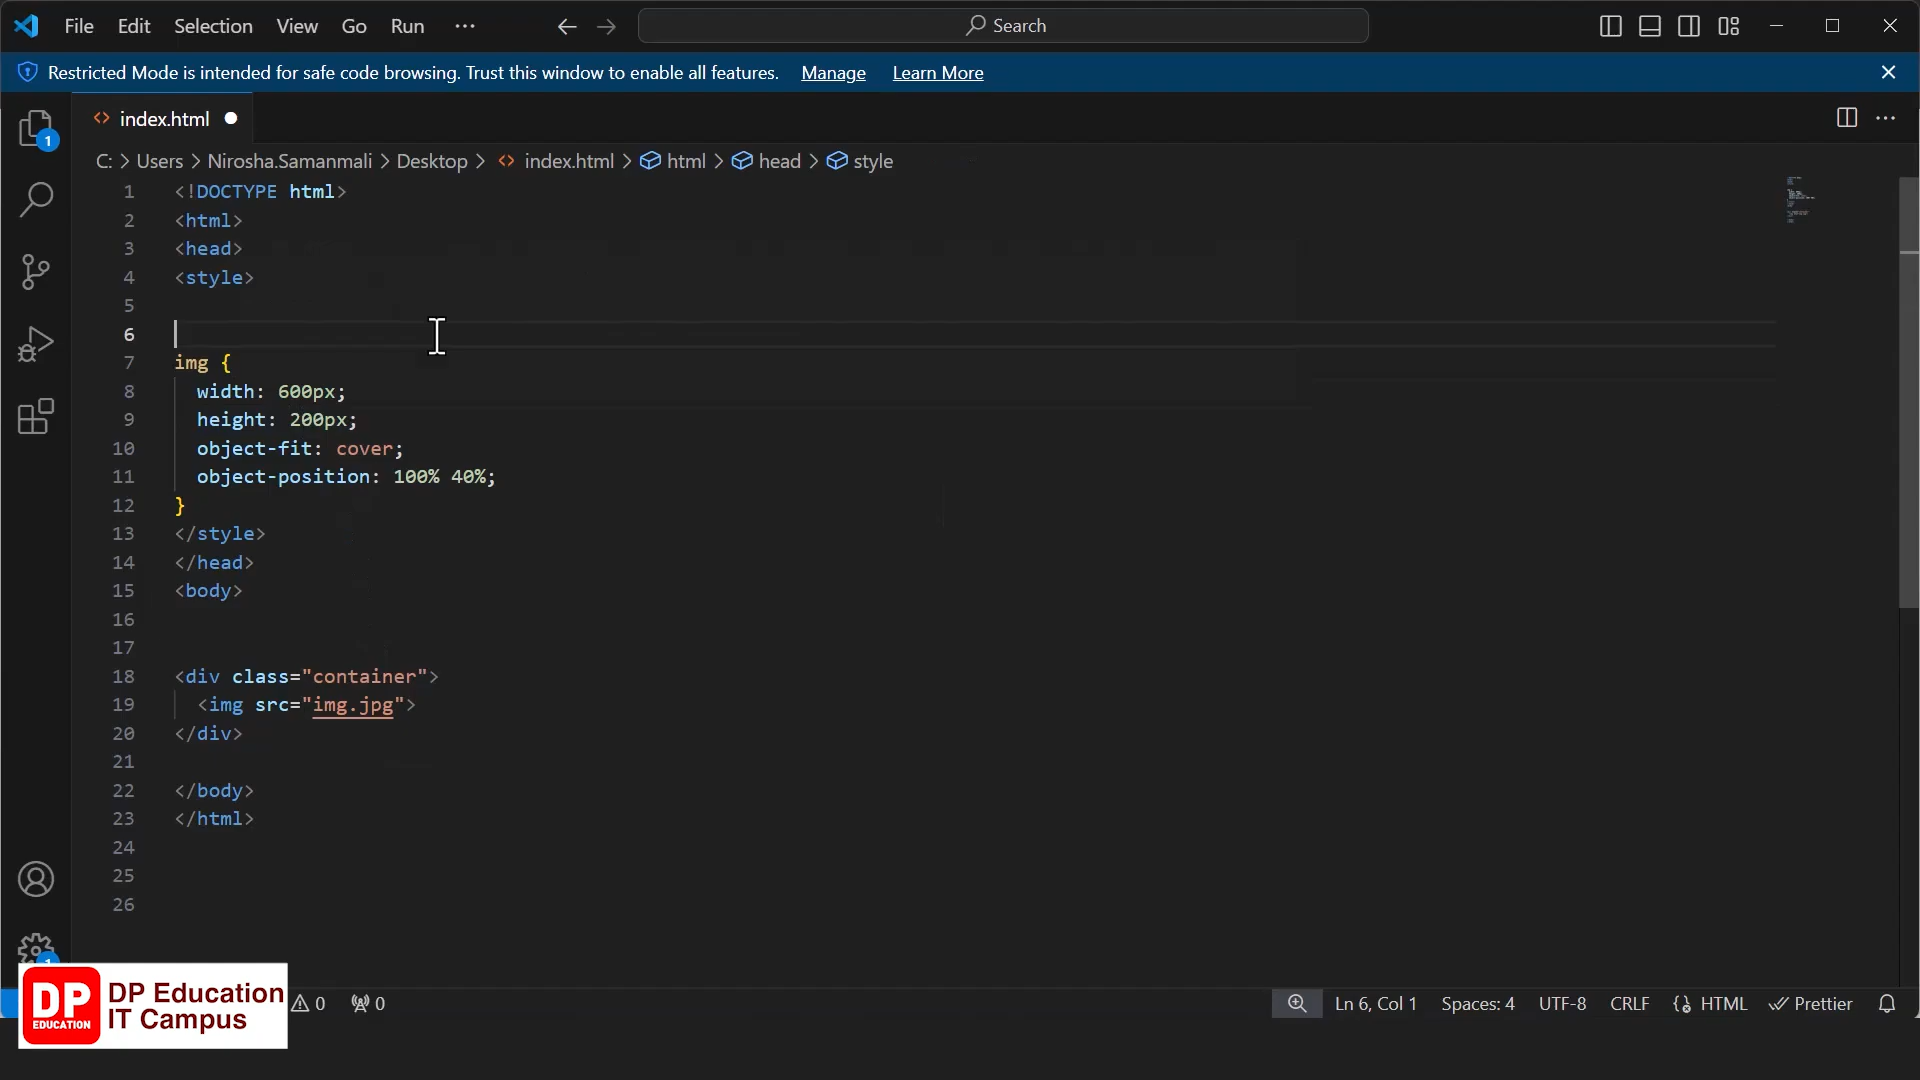 File Edit Selection View Go Run ··· Search
Restricted Mode is intended for safe code browsing. Trust this window to enable all features. Manage Learn More
index.html
1
C: > Users > Nirosha.Samanmali > Desktop > index.html > html > head > style
1 <!DOCTYPE html>
2 <html>
3 <head>
4 <style>
5
6
7 img {
8 width: 600px;
9 height: 200px;
10 object-fit: cover;
11 object-position: 100% 40%;
12 }
13 </style>
14 </head>
15 <body>
16
17
18 <div class="container">
19 <img src="img.jpg">
20 </div>
21
22 </body>
23 </html>
24
25
26
1
DP EDUCATION
DP Education
IT Campus
0 0 Ln 6, Col 1 Spaces: 4 UTF-8 CRLF HTML Prettier